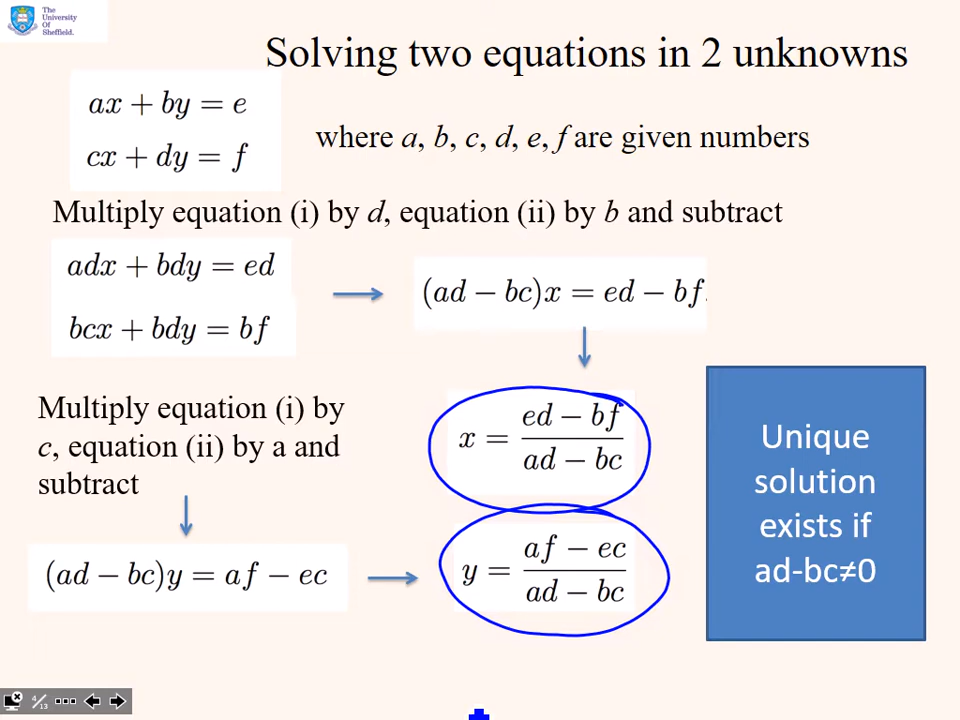 The
University
Of
Sheffield.
Solving two equations in 2 unknowns
ax + by = e
cx + dy = f
where a, b, c, d, e, f are given numbers
Multiply equation (i) by d, equation (ii) by b and subtract
adx + bdy = ed
bcx + bdy = bf
(ad − bc)x = ed − bf.
Multiply equation (i) by
c, equation (ii) by a and
subtract
x = (ed − bf)/(ad − bc)
(ad − bc)y = af − ec
y = (af − ec)/(ad − bc)
Unique
solution
exists if
ad-bc≠0
4/13